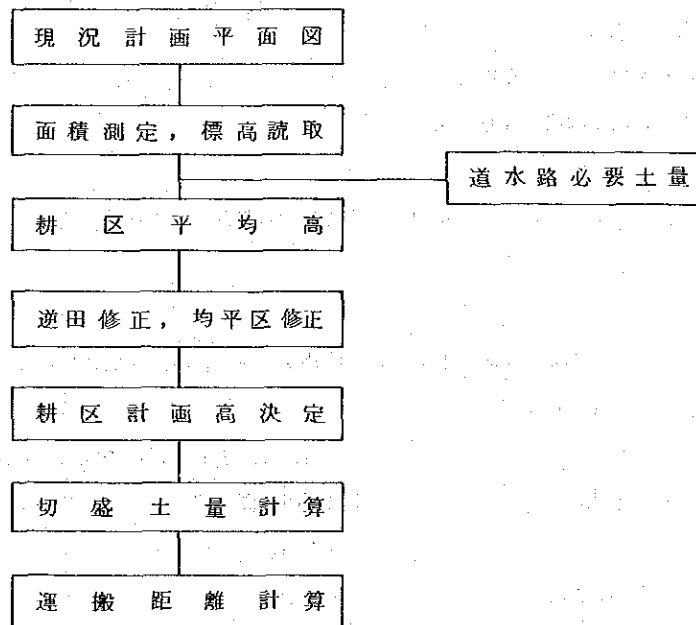 現況計画平面図
面積測定，標高読取
道水路必要土量
耕区平均高
逆田修正，均平区修正
耕区計画高決定
切盛土量計算
運搬距離計算